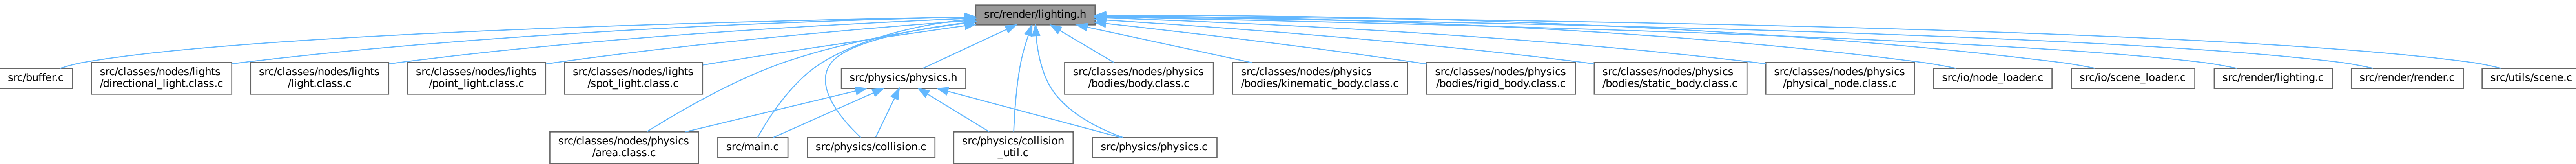 src/render/lighting.h
src/buffer.c
src/classes/nodes/lights
/directional_light.class.c
src/classes/nodes/lights
/light.class.c
src/classes/nodes/lights
/point_light.class.c
src/classes/nodes/lights
/spot_light.class.c
src/physics/physics.h
src/classes/nodes/physics
/bodies/body.class.c
src/classes/nodes/physics
/bodies/kinematic_body.class.c
src/classes/nodes/physics
/bodies/rigid_body.class.c
src/classes/nodes/physics
/bodies/static_body.class.c
src/classes/nodes/physics
/physical_node.class.c
src/io/node_loader.c
src/io/scene_loader.c
src/render/lighting.c
src/render/render.c
src/utils/scene.c
src/classes/nodes/physics
/area.class.c
src/main.c
src/physics/collision.c
src/physics/collision
_util.c
src/physics/physics.c